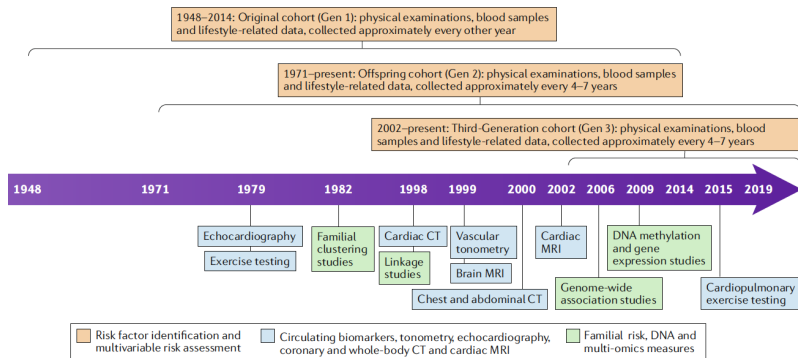 1948–2014: Original cohort (Gen 1): physical examinations, blood samples
and lifestyle-related data, collected approximately every other year
1971–present: Offspring cohort (Gen 2): physical examinations, blood samples
and lifestyle-related data, collected approximately every 4–7 years
2002–present: Third-Generation cohort (Gen 3): physical examinations, blood
samples and lifestyle-related data, collected approximately every 4–7 years
1948 1971 1979 1982 1998 1999 2000 2002 2006 2009 2014 2015 2019
Echocardiography
Exercise testing
Familial
clustering
studies
Cardiac CT
Linkage
studies
Vascular
tonometry
Brain MRI
Chest and abdominal CT
Cardiac
MRI
Genome-wide
association studies
DNA methylation
and gene
expression studies
Cardiopulmonary
exercise testing
Risk factor identification and
multivariable risk assessment
Circulating biomarkers, tonometry, echocardiography,
coronary and whole-body CT and cardiac MRI
Familial risk, DNA and
multi-omics measures